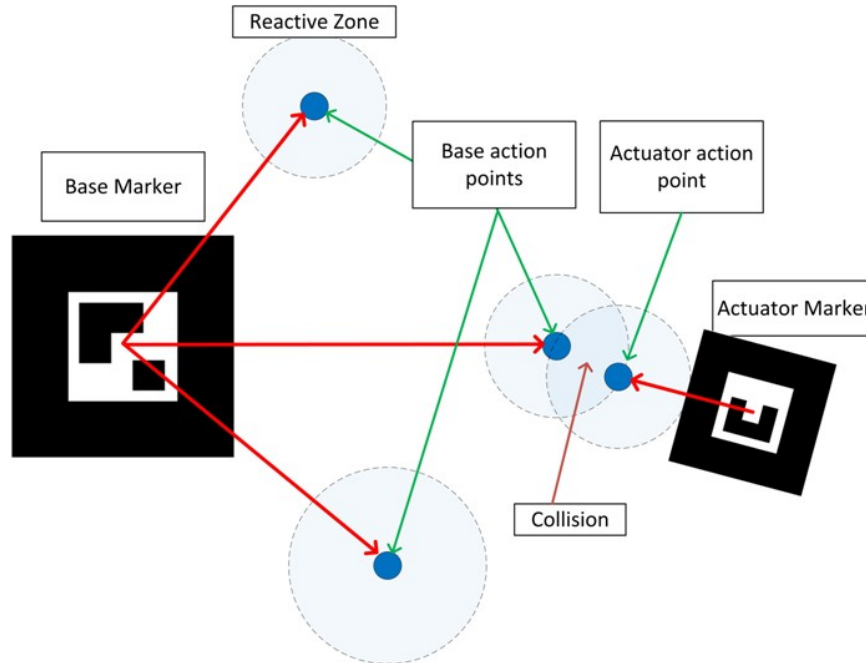 Reactive Zone
Base Marker
Base action
points
Actuator action
point
Actuator Marker
Collision